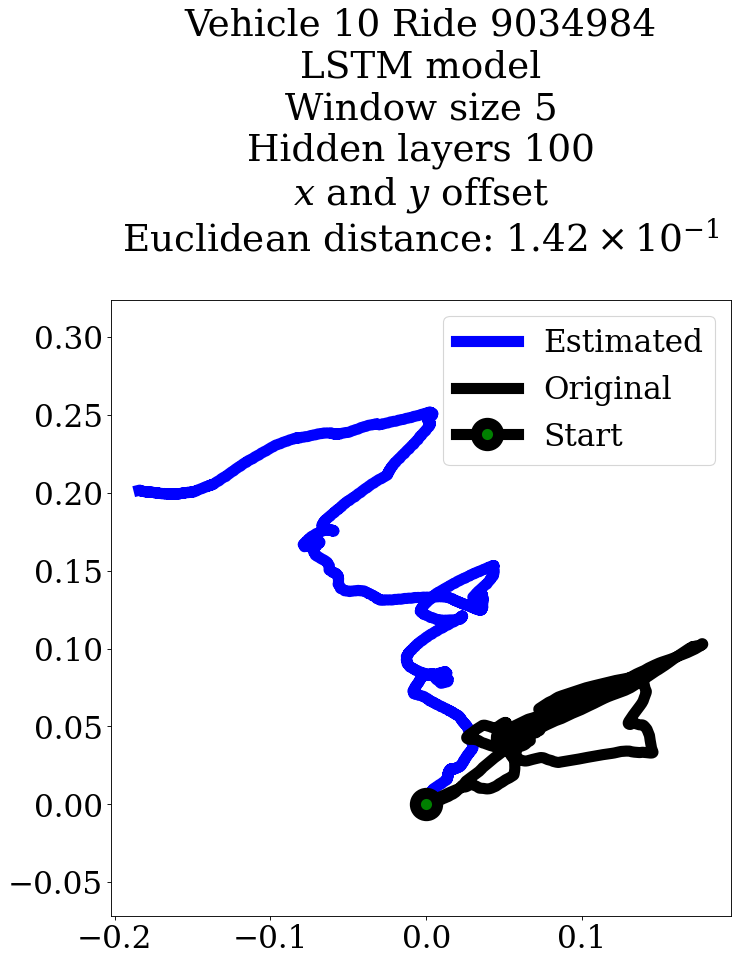 Vehicle 10 Ride 9034984
LSTM model
Window size 5
Hidden layers 100
x and y offset
Euclidean distance: 1.42 × 10⁻¹
Estimated
Original
Start
0.30
0.25
0.20
0.15
0.10
0.05
0.00
−0.05
−0.2 −0.1 0.0 0.1